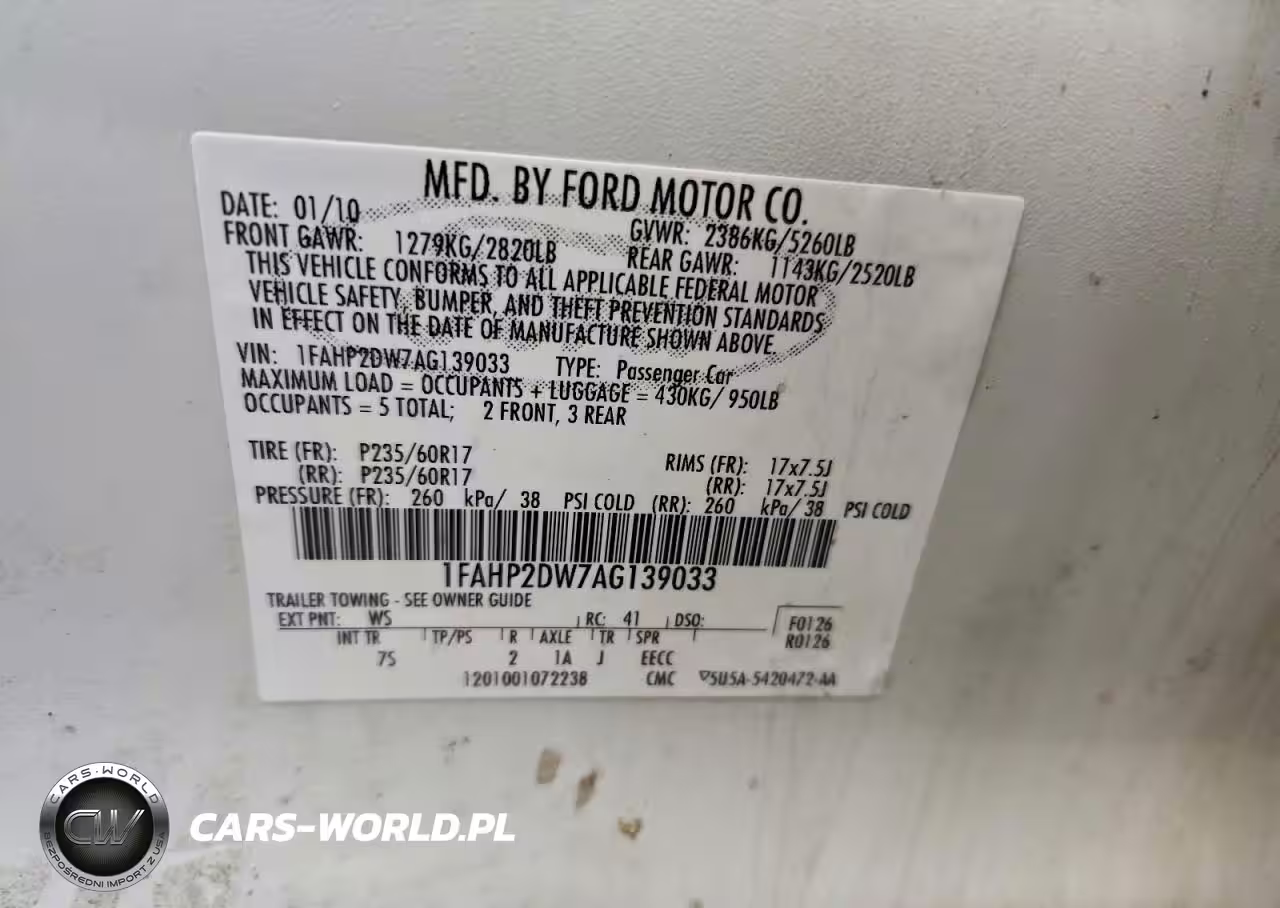 MFD. BY FORD MOTOR CO.
DATE: 01/10 GVWR: 2386KG/5260LB
FRONT GAWR: 1279KG/2820LB REAR GAWR: 1143KG/2520LB
THIS VEHICLE CONFORMS TO ALL APPLICABLE FEDERAL MOTOR
VEHICLE SAFETY, BUMPER, AND THEFT PREVENTION STANDARDS
IN EFFECT ON THE DATE OF MANUFACTURE SHOWN ABOVE.
VIN: 1FAHP2DW7AG139033 TYPE: Passenger Car
MAXIMUM LOAD = OCCUPANTS + LUGGAGE = 430KG/ 950LB
OCCUPANTS = 5 TOTAL; 2 FRONT, 3 REAR
TIRE (FR): P235/60R17 RIMS (FR): 17x7.5J
(RR): P235/60R17 (RR): 17x7.5J
PRESSURE (FR): 260 kPa/ 38 PSI COLD (RR): 260 kPa/ 38 PSI COLD
1FAHP2DW7AG139033
TRAILER TOWING - SEE OWNER GUIDE
EXT PNT: WS RC: 41 DSO: F0126
INT TR TP/PS R AXLE TR SPR R0126
7S 2 1A J EECC
1201001072238 CMC ▽5U5A-5420472-AA
CARS-WORLD
CW
BEZPOŚREDNI IMPORT Z USA
CARS-WORLD.PL